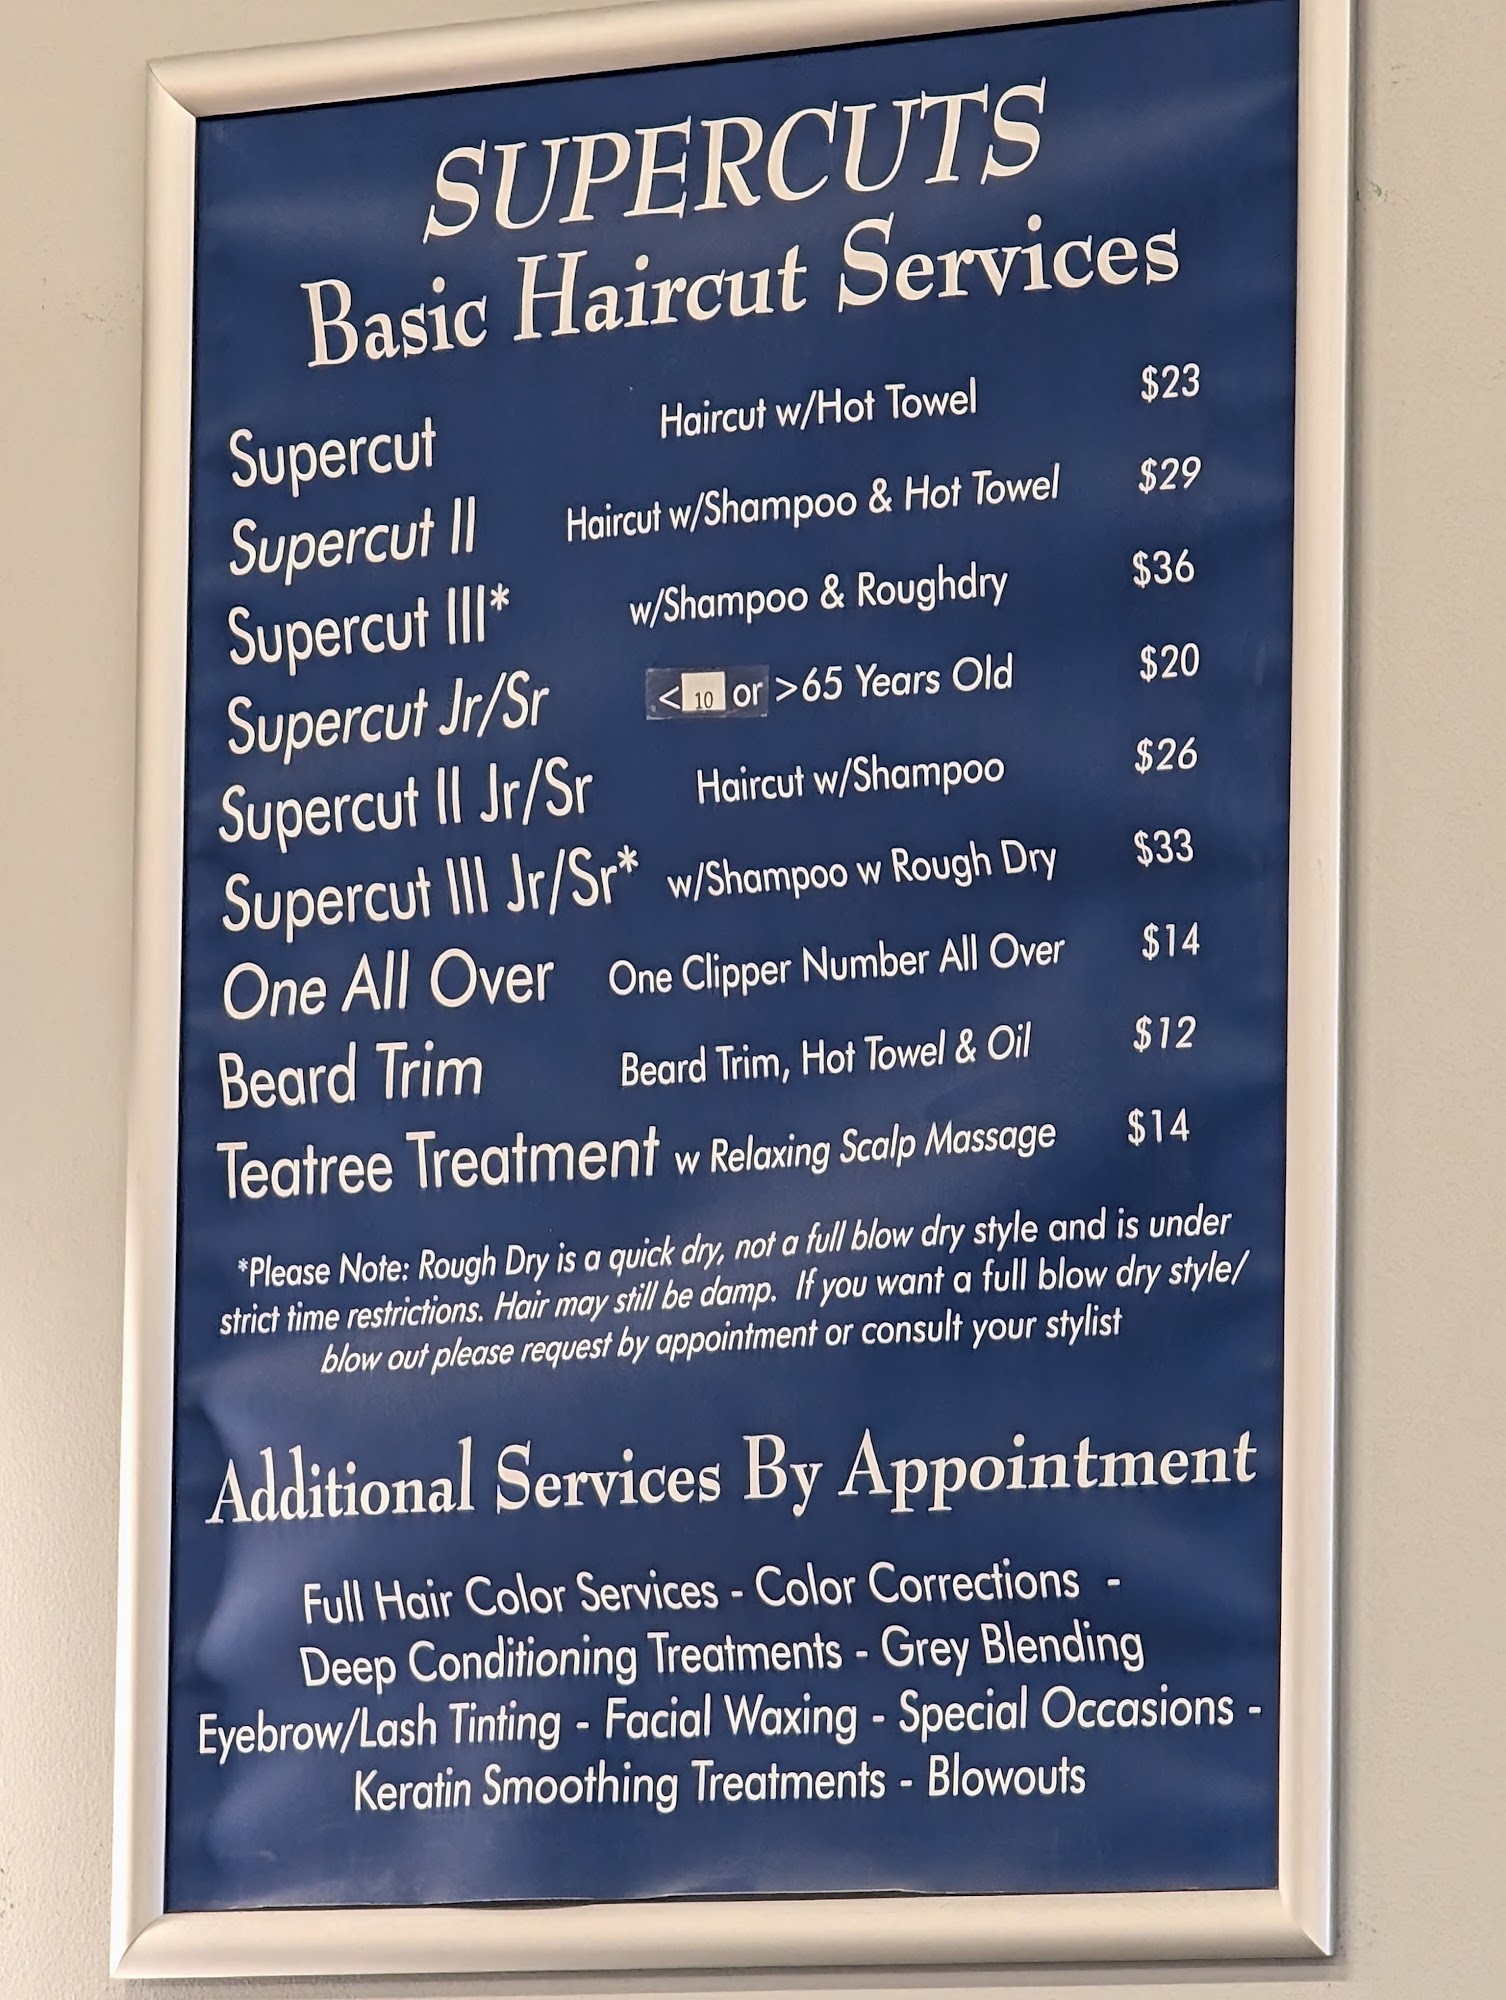 SUPERCUTS
Basic Haircut Services
Supercut Haircut w/Hot Towel $23
Supercut II Haircut w/Shampoo & Hot Towel $29
Supercut III* w/Shampoo & Roughdry $36
Supercut Jr/Sr <10 or >65 Years Old $20
Supercut II Jr/Sr Haircut w/Shampoo $26
Supercut III Jr/Sr* w/Shampoo w Rough Dry $33
One All Over One Clipper Number All Over $14
Beard Trim Beard Trim, Hot Towel & Oil $12
Teatree Treatment w Relaxing Scalp Massage $14
*Please Note: Rough Dry is a quick dry, not a full blow dry style and is under
strict time restrictions. Hair may still be damp. If you want a full blow dry style/
blow out please request by appointment or consult your stylist
Additional Services By Appointment
Full Hair Color Services - Color Corrections -
Deep Conditioning Treatments - Grey Blending
Eyebrow/Lash Tinting - Facial Waxing - Special Occasions -
Keratin Smoothing Treatments - Blowouts